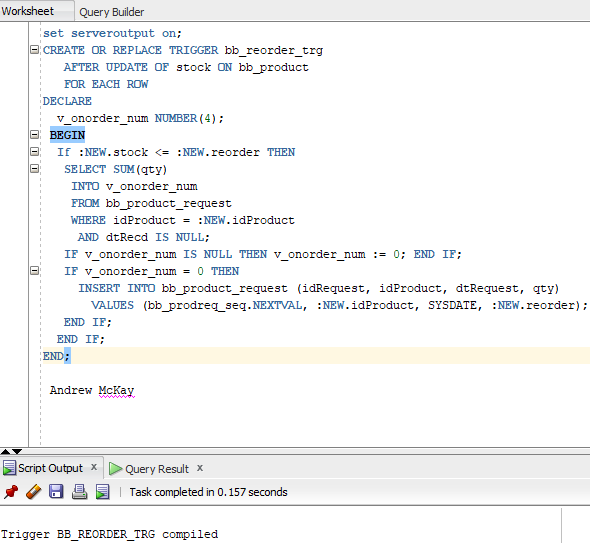 Worksheet Query Builder
set serveroutput on;
CREATE OR REPLACE TRIGGER bb_reorder_trg
AFTER UPDATE OF stock ON bb_product
FOR EACH ROW
DECLARE
v_onorder_num NUMBER(4);
BEGIN
If :NEW.stock <= :NEW.reorder THEN
SELECT SUM(qty)
INTO v_onorder_num
FROM bb_product_request
WHERE idProduct = :NEW.idProduct
AND dtRecd IS NULL;
IF v_onorder_num IS NULL THEN v_onorder_num := 0; END IF;
IF v_onorder_num = 0 THEN
INSERT INTO bb_product_request (idRequest, idProduct, dtRequest, qty)
VALUES (bb_prodreq_seq.NEXTVAL, :NEW.idProduct, SYSDATE, :NEW.reorder);
END IF;
END IF;
END;
Andrew McKay
Script Output x Query Result x
Task completed in 0.157 seconds
Trigger BB_REORDER_TRG compiled